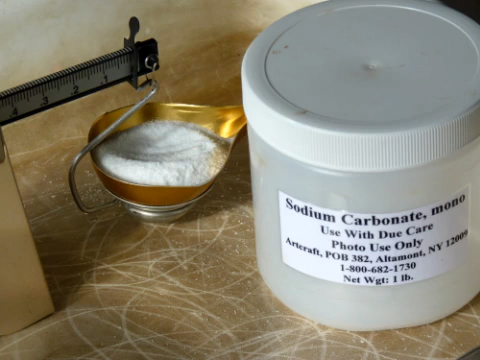 Sodium Carbonate, mono
Use With Due Care
Photo Use Only
Artcraft, POB 382, Altamont, NY 12009
1-800-682-1730
Net Wgt: 1 lb.